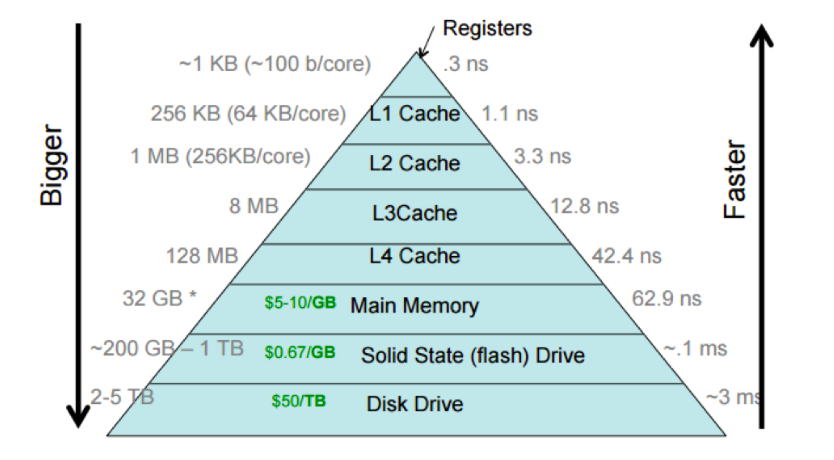 Registers
~1 KB (~100 b/core) .3 ns
256 KB (64 KB/core) L1 Cache 1.1 ns
1 MB (256KB/core) L2 Cache 3.3 ns
8 MB L3Cache 12.8 ns
128 MB L4 Cache 42.4 ns
32 GB * $5-10/GB Main Memory 62.9 ns
~200 GB – 1 TB $0.67/GB Solid State (flash) Drive ~.1 ms
2-5 TB $50/TB Disk Drive ~3 ms
Bigger
Faster